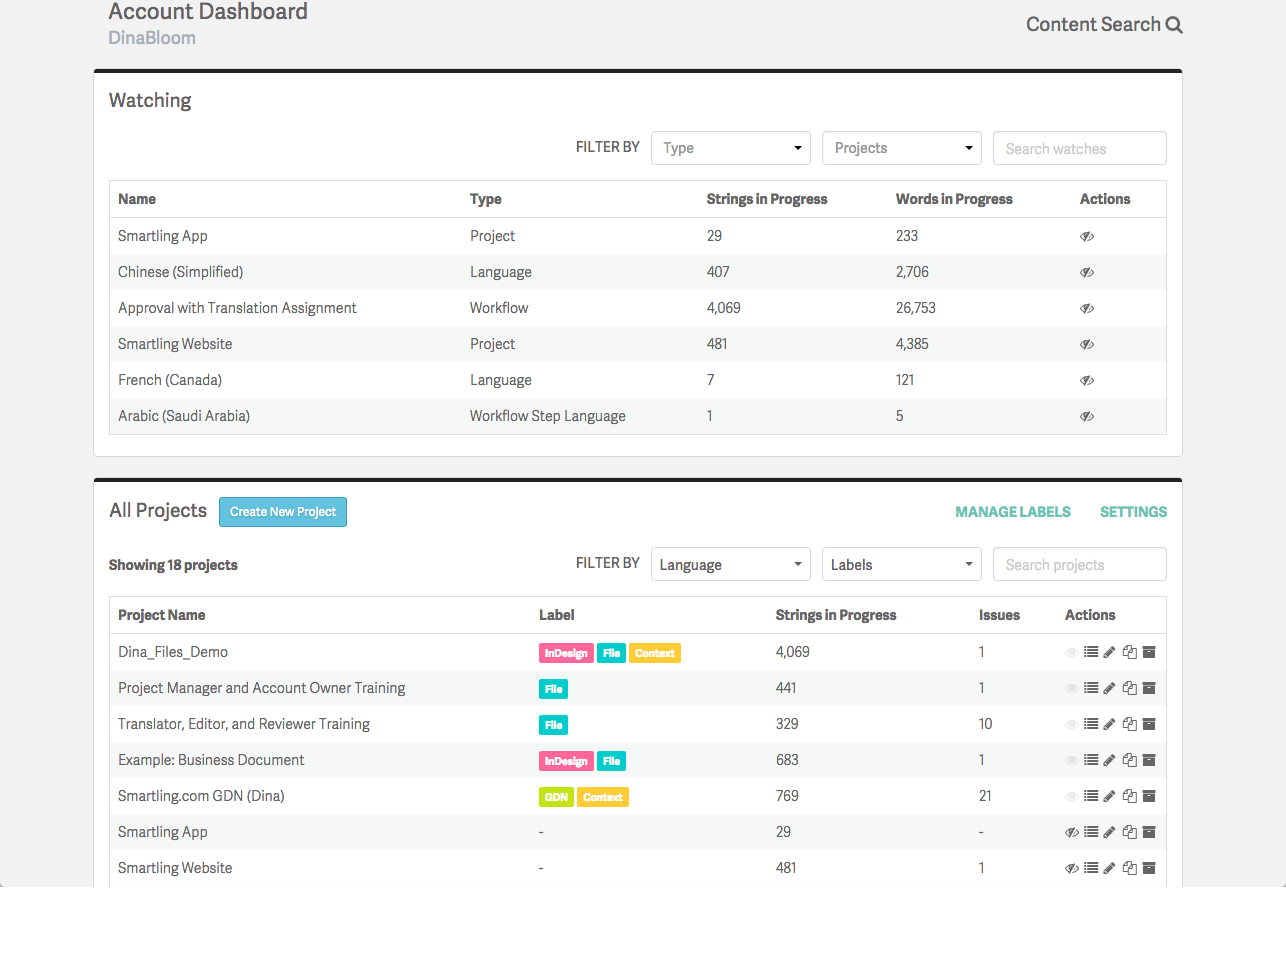 Account Dashboard
DinaBloom
Content Search
Watching
FILTER BY Type Projects Search watches
Name Type Strings in Progress Words in Progress Actions
Smartling App Project 29 233
Chinese (Simplified) Language 407 2,706
Approval with Translation Assignment Workflow 4,069 26,753
Smartling Website Project 481 4,385
French (Canada) Language 7 121
Arabic (Saudi Arabia) Workflow Step Language 1 5
All Projects Create New Project MANAGE LABELS SETTINGS
Showing 18 projects FILTER BY Language Labels Search projects
Project Name Label Strings in Progress Issues Actions
Dina_Files_Demo InDesign File Context 4,069 1
Project Manager and Account Owner Training File 441 1
Translator, Editor, and Reviewer Training File 329 10
Example: Business Document InDesign File 683 1
Smartling.com GDN (Dina) GDN Context 769 21
Smartling App - 29 -
Smartling Website - 481 1